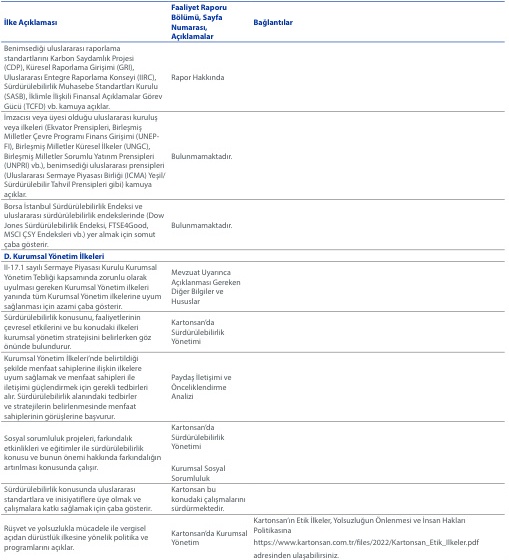 İlke Açıklaması
Faaliyet Raporu
Bölümü, Sayfa
Numarası,
Açıklamalar
Bağlantılar
Benimsediği uluslararası raporlama
standartlarını Karbon Saydamlık Projesi
(CDP), Küresel Raporlama Girişimi (GRI),
Uluslararası Entegre Raporlama Konseyi (IIRC),
Sürdürülebilirlik Muhasebe Standartları Kurulu
(SASB), İklimle İlişkili Finansal Açıklamalar Görev
Gücü (TCFD) vb. kamuya açıklar.
Rapor Hakkında
İmzacısı veya üyesi olduğu uluslararası kuruluş
veya ilkeleri (Ekvator Prensipleri, Birleşmiş
Milletler Çevre Programı Finans Girişimi (UNEP-
FI), Birleşmiş Milletler Küresel İlkeler (UNGC),
Birleşmiş Milletler Sorumlu Yatırım Prensipleri
(UNPRI) vb.), benimsediği uluslararası prensipleri
(Uluslararası Sermaye Piyasası Birliği (ICMA) Yeşil/
Sürdürülebilir Tahvil Prensipleri gibi) kamuya
açıklar.
Bulunmamaktadır.
Borsa İstanbul Sürdürülebilirlik Endeksi ve
uluslararası sürdürülebilirlik endekslerinde (Dow
Jones Sürdürülebilirlik Endeksi, FTSE4Good,
MSCI ÇSY Endeksleri vb.) yer almak için somut
çaba gösterir.
Bulunmamaktadır.
D. Kurumsal Yönetim İlkeleri
II-17.1 sayılı Sermaye Piyasası Kurulu Kurumsal
Yönetim Tebliği kapsamında zorunlu olarak
uyulması gereken Kurumsal Yönetim ilkeleri
yanında tüm Kurumsal Yönetim ilkelerine uyum
sağlanması için azami çaba gösterir.
Mevzuat Uyarınca
Açıklanması Gereken
Diğer Bilgiler ve
Hususlar
Sürdürülebilirlik konusunu, faaliyetlerinin
çevresel etkilerini ve bu konudaki ilkeleri
kurumsal yönetim stratejisini belirlerken göz
önünde bulundurur.
Kartonsan'da
Sürdürülebilirlik
Yönetimi
Kurumsal Yönetim İlkeleri'nde belirtildiği
şekilde menfaat sahiplerine ilişkin ilkelere
uyum sağlamak ve menfaat sahipleri ile
iletişimi güçlendirmek için gerekli tedbirleri
alır. Sürdürülebilirlik alanındaki tedbirler
ve stratejilerin belirlenmesinde menfaat
sahiplerinin görüşlerine başvurur.
Paydaş İletişimi ve
Önceliklendirme
Analizi
Sosyal sorumluluk projeleri, farkındalık
etkinlikleri ve eğitimler ile sürdürülebilirlik
konusu ve bunun önemi hakkında farkındalığın
artırılması konusunda çalışır.
Kartonsan'da
Sürdürülebilirlik
Yönetimi
Kurumsal Sosyal
Sorumluluk
Sürdürülebilirlik konusunda uluslararası
standartlara ve inisiyatiflere üye olmak ve
çalışmalara katkı sağlamak için çaba gösterir.
Kartonsan bu
konudaki çalışmalarını
sürdürmektedir.
Rüşvet ve yolsuzlukla mücadele ile vergisel
açıdan dürüstlük ilkesine yönelik politika ve
programlarını açıklar.
Kartonsan'da Kurumsal
Yönetim
Kartonsan'ın Etik İlkeler, Yolsuzluğun Önlenmesi ve İnsan Hakları
Politikasına
https://www.kartonsan.com.tr/files/2022/Kartonsan_Etik_Ilkeler.pdf
adresinden ulaşabilirsiniz.